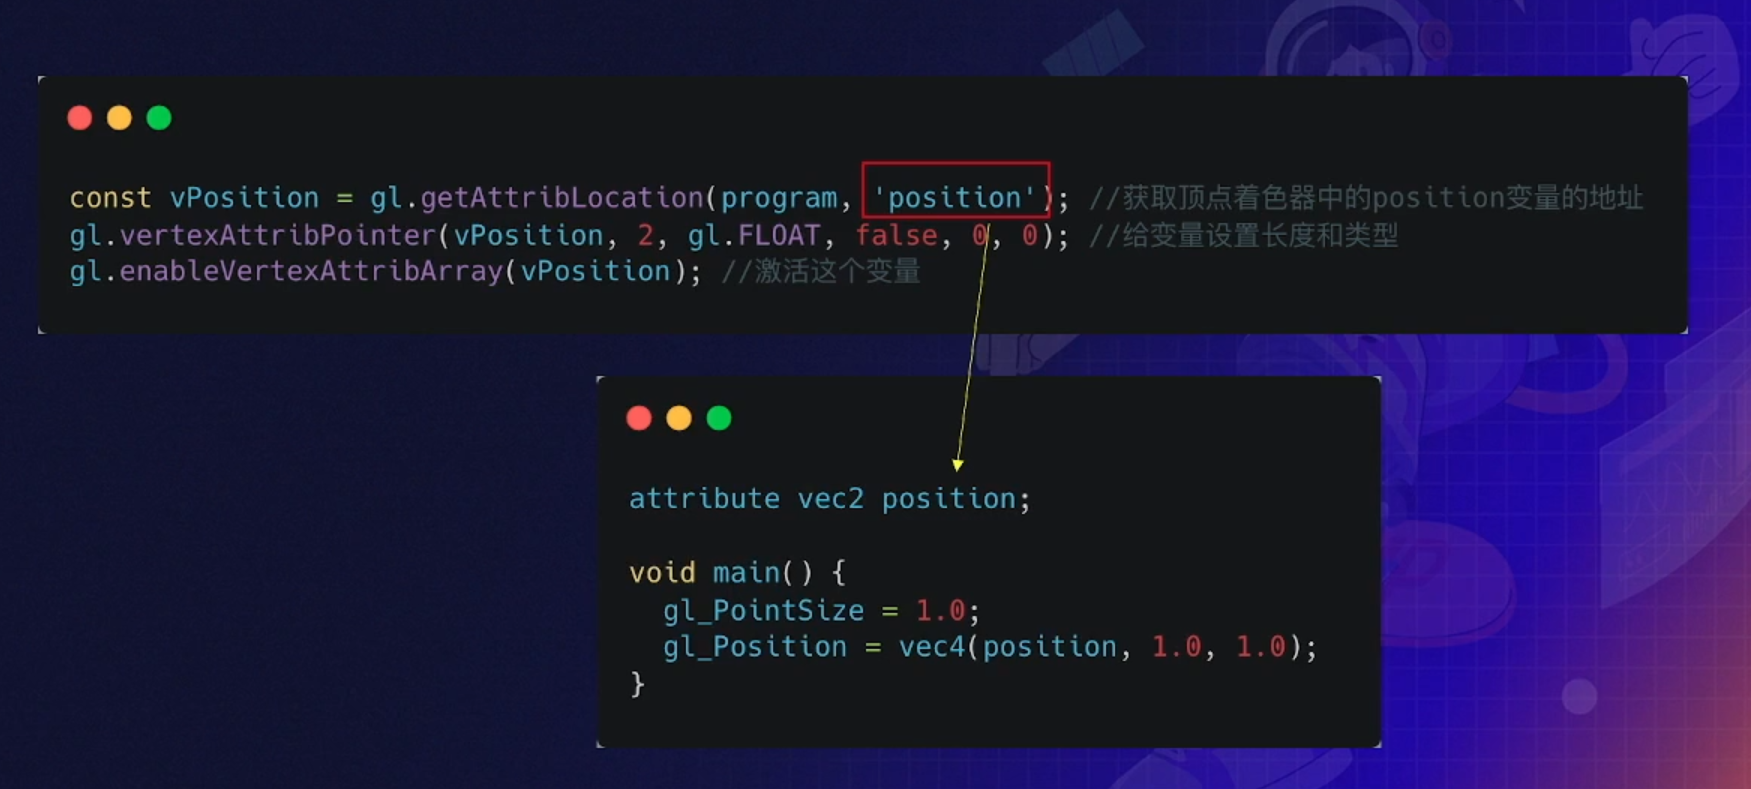 const vPosition = gl.getAttribLocation(program, 'position'); //获取顶点着色器中的position变量的地址
gl.vertexAttribPointer(vPosition, 2, gl.FLOAT, false, 0, 0); //给变量设置长度和类型
gl.enableVertexAttribArray(vPosition); //激活这个变量
attribute vec2 position;
void main() {
  gl_PointSize = 1.0;
  gl_Position = vec4(position, 1.0, 1.0);
}